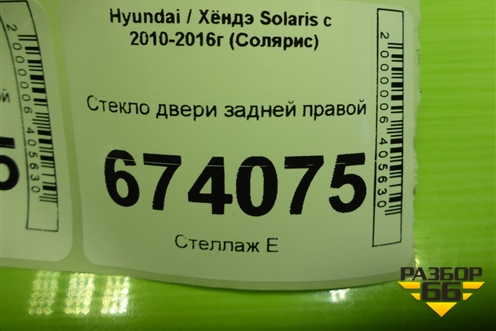 Hyundai / Хёндэ Solaris с
2010-2016г (Солярис)
Стекло двери задней правой
674075
Стеллаж Е
2000006405630
2000006405630
РАЗБОР
66